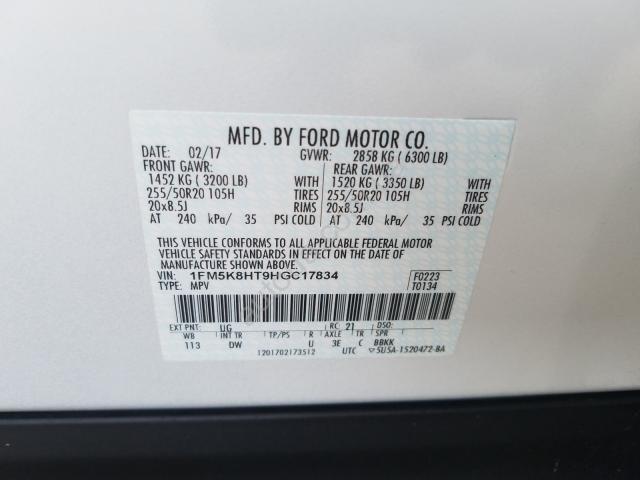 MFD. BY FORD MOTOR CO.
DATE: 02/17 GVWR: 2858 KG ( 6300 LB)
FRONT GAWR: REAR GAWR:
1452 KG ( 3200 LB) WITH 1520 KG ( 3350 LB) WITH
255/50R20 105H TIRES 255/50R20 105H TIRES
20x8.5J RIMS 20x8.5J RIMS
AT 240 kPa/ 35 PSI COLD AT 240 kPa/ 35 PSI COLD
THIS VEHICLE CONFORMS TO ALL APPLICABLE FEDERAL MOTOR
VEHICLE SAFETY STANDARDS IN EFFECT ON THE DATE OF
MANUFACTURE SHOWN ABOVE.
VIN: 1FM5K8HT9HGC17834 F0223
TYPE: MPV T0134
EXT PNT: UG RC: 21 DSO:
WB INT TR TP/PS R AXLE TR SPR
113 DW U 3E C BBKK
1201702173512 UTC ▽5USA-1520472-BA